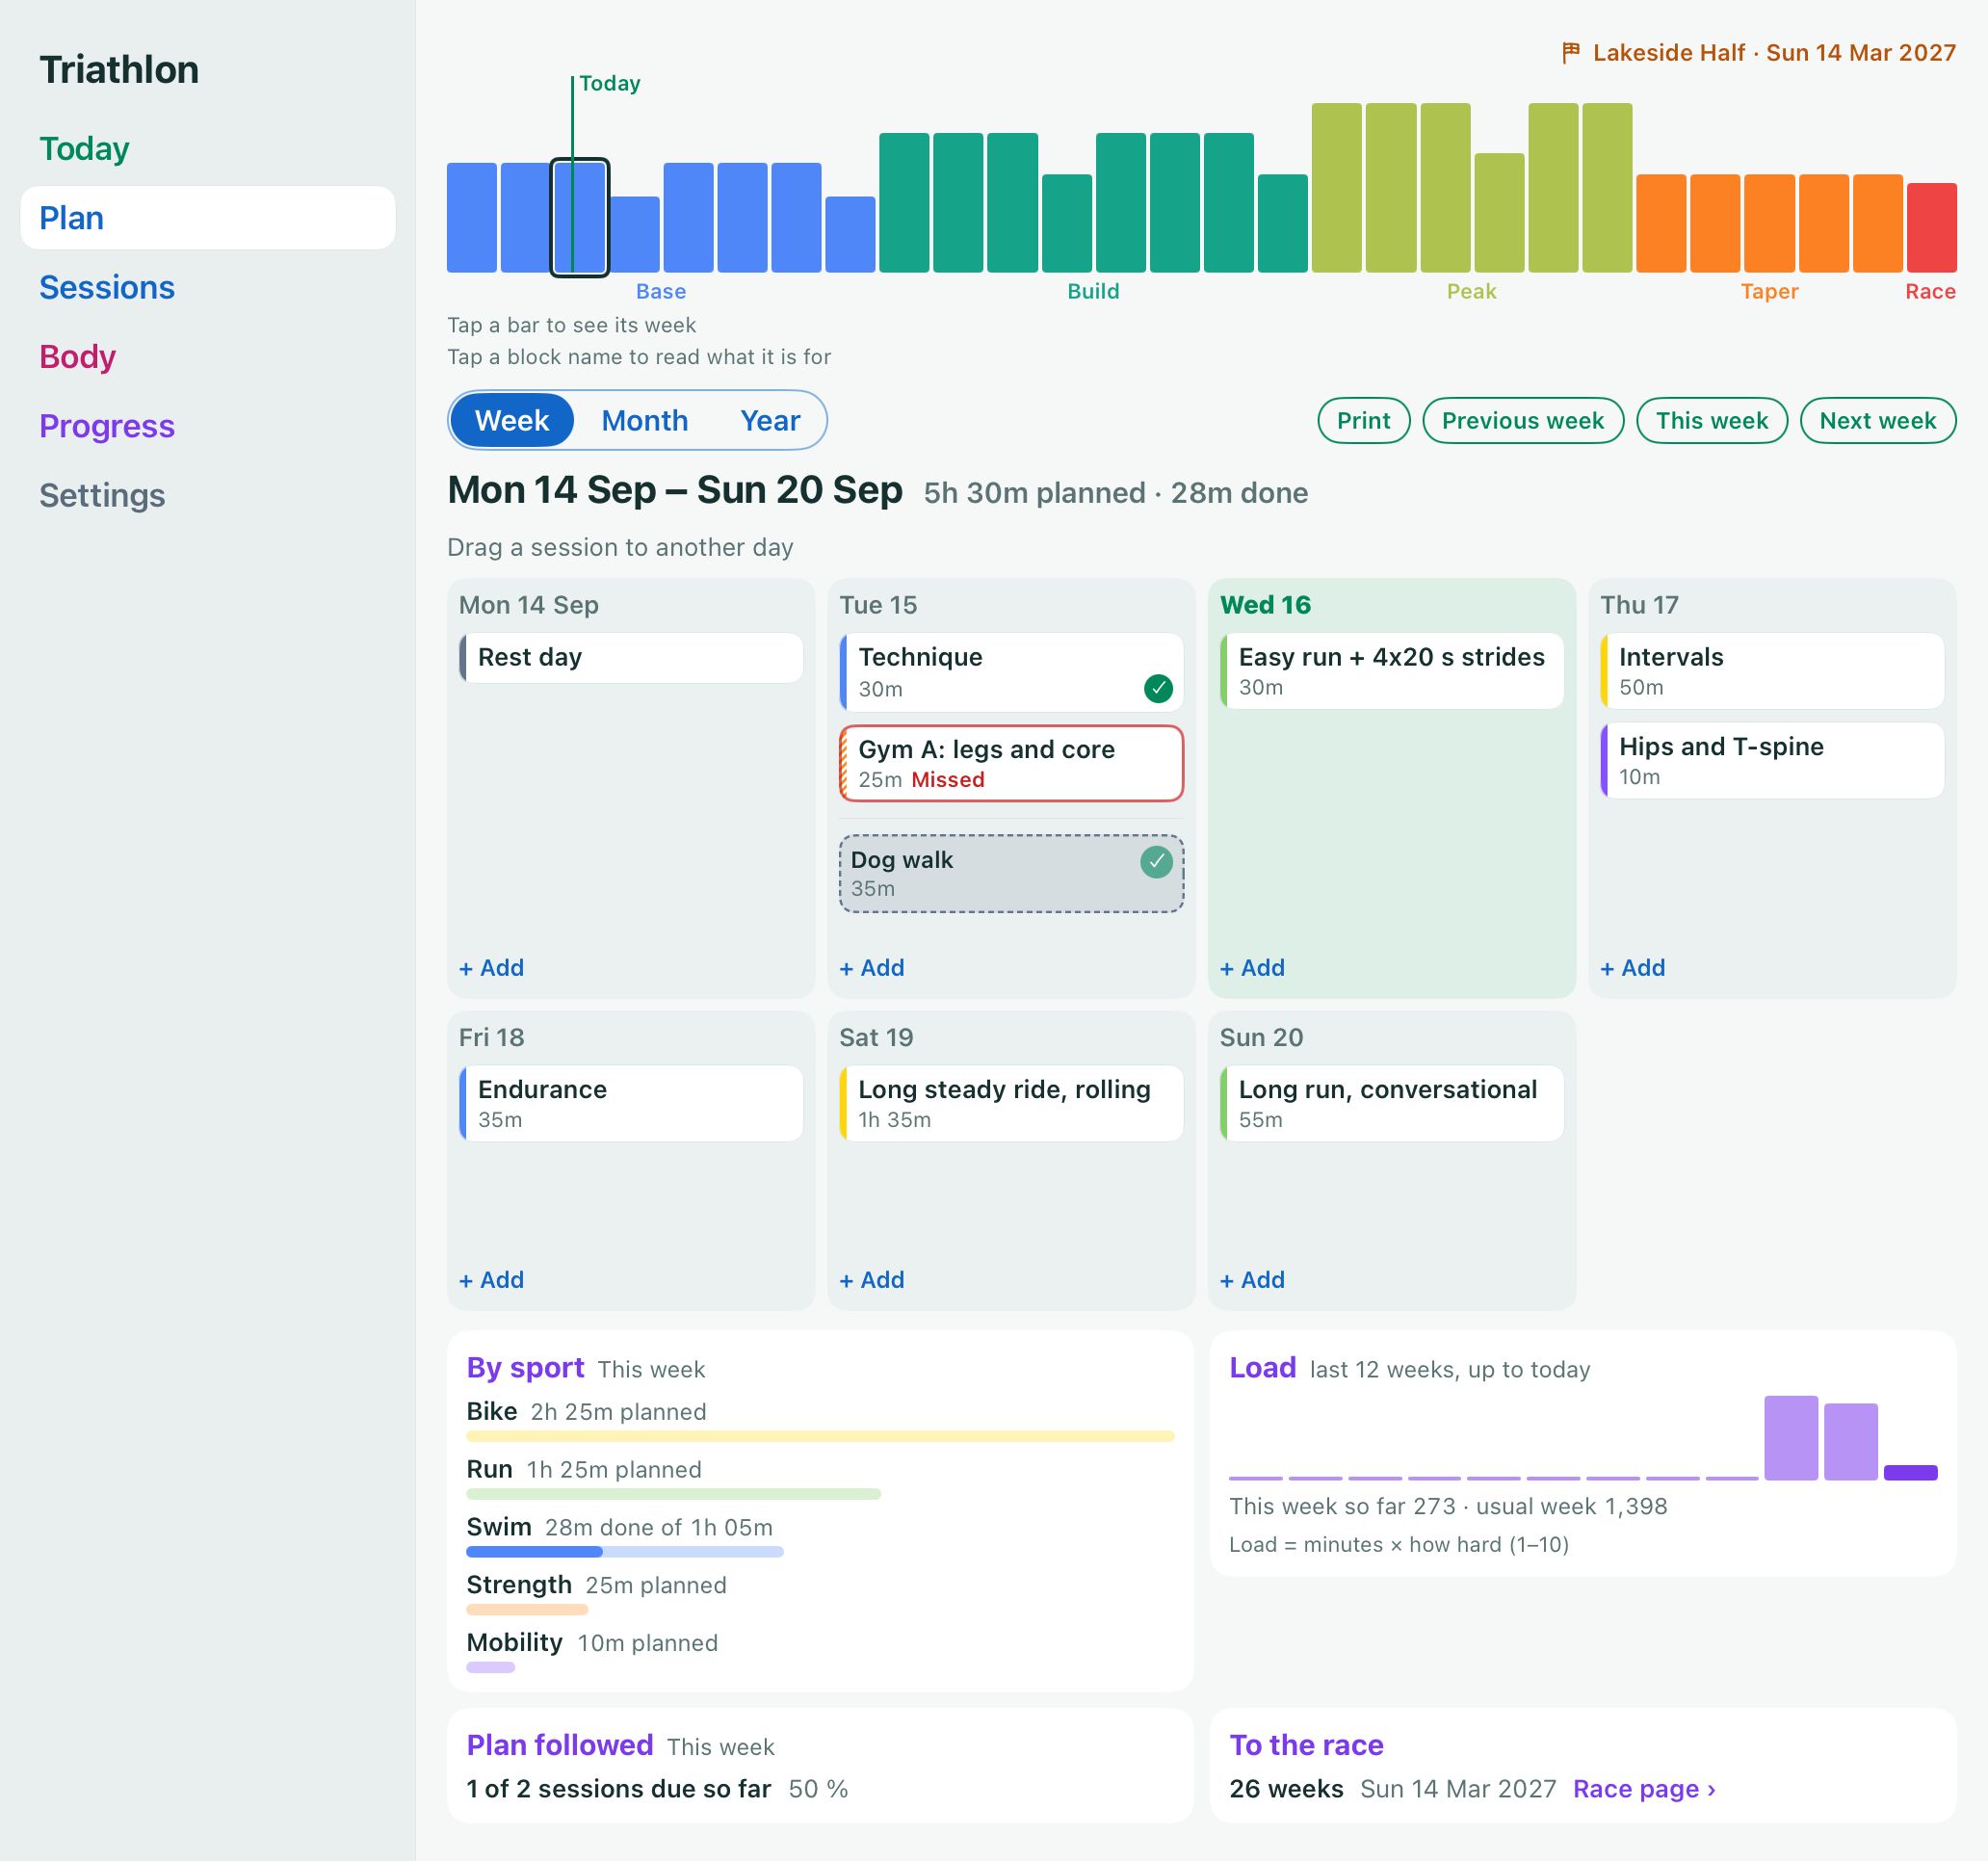 Triathlon
Today
Plan
Sessions
Body
Progress
Settings
Lakeside Half · Sun 14 Mar 2027
Today
Base
Build
Peak
Taper
Race
Tap a bar to see its week
Tap a block name to read what it is for
Week
Month
Year
Print
Previous week
This week
Next week
Mon 14 Sep – Sun 20 Sep 5h 30m planned · 28m done
Drag a session to another day
Mon 14 Sep
Rest day
+ Add
Tue 15
Technique
30m
Gym A: legs and core
25m Missed
Dog walk
35m
+ Add
Wed 16
Easy run + 4x20 s strides
30m
+ Add
Thu 17
Intervals
50m
Hips and T-spine
10m
+ Add
Fri 18
Endurance
35m
+ Add
Sat 19
Long steady ride, rolling
1h 35m
+ Add
Sun 20
Long run, conversational
55m
+ Add
By sport This week
Bike 2h 25m planned
Run 1h 25m planned
Swim 28m done of 1h 05m
Strength 25m planned
Mobility 10m planned
Load last 12 weeks, up to today
This week so far 273 · usual week 1,398
Load = minutes × how hard (1–10)
Plan followed This week
1 of 2 sessions due so far 50 %
To the race
26 weeks Sun 14 Mar 2027 Race page ›